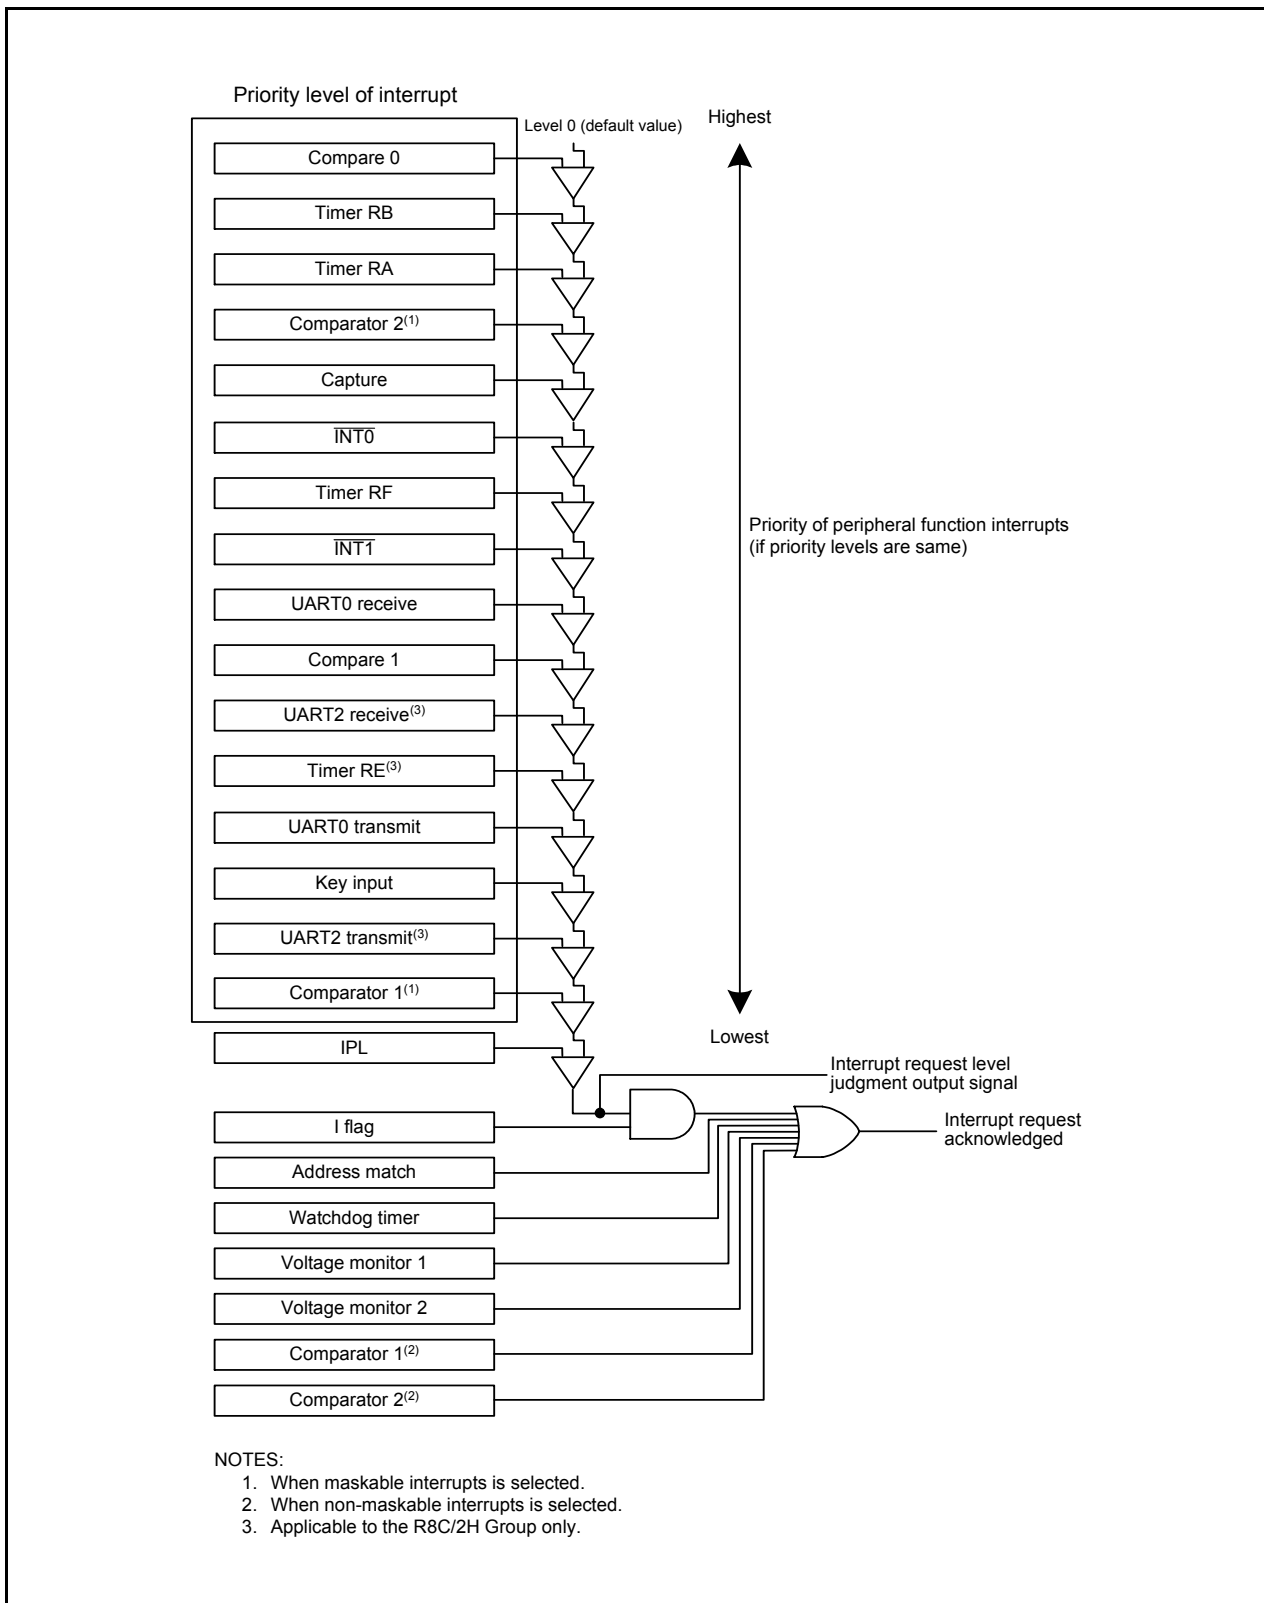 Priority level of interrupt
Level 0 (default value)
Highest
Compare 0
Timer RB
Timer RA
Comparator 2(1)
Capture
INT0
Timer RF
INT1
Priority of peripheral function interrupts
(if priority levels are same)
UART0 receive
Compare 1
UART2 receive(3)
Timer RE(3)
UART0 transmit
Key input
UART2 transmit(3)
Comparator 1(1)
Lowest
IPL
Interrupt request level
judgment output signal
I flag
Interrupt request
acknowledged
Address match
Watchdog timer
Voltage monitor 1
Voltage monitor 2
Comparator 1(2)
Comparator 2(2)
NOTES:
1. When maskable interrupts is selected.
2. When non-maskable interrupts is selected.
3. Applicable to the R8C/2H Group only.